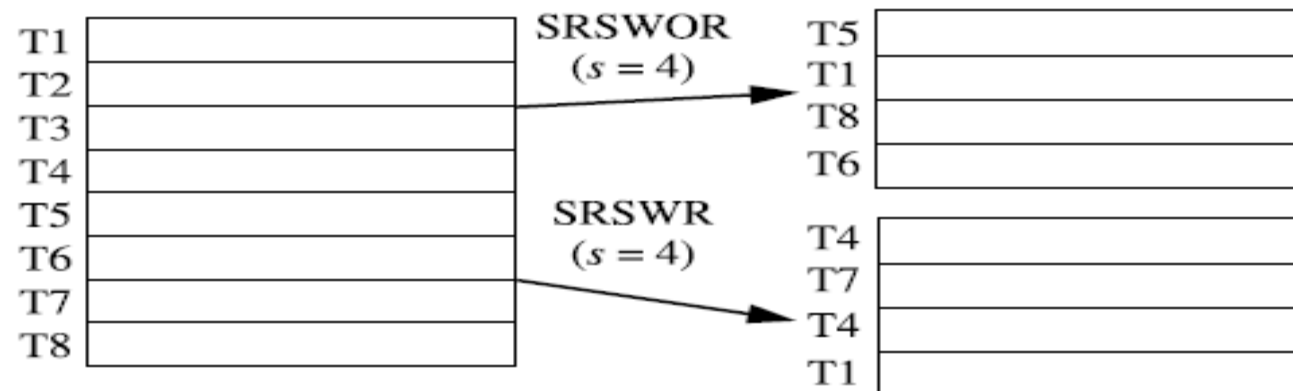 T1
T2
T3
T4
T5
T6
T7
T8
SRSWOR
(s = 4)
SRSWR
(s = 4)
T5
T1
T8
T6
T4
T7
T4
T1